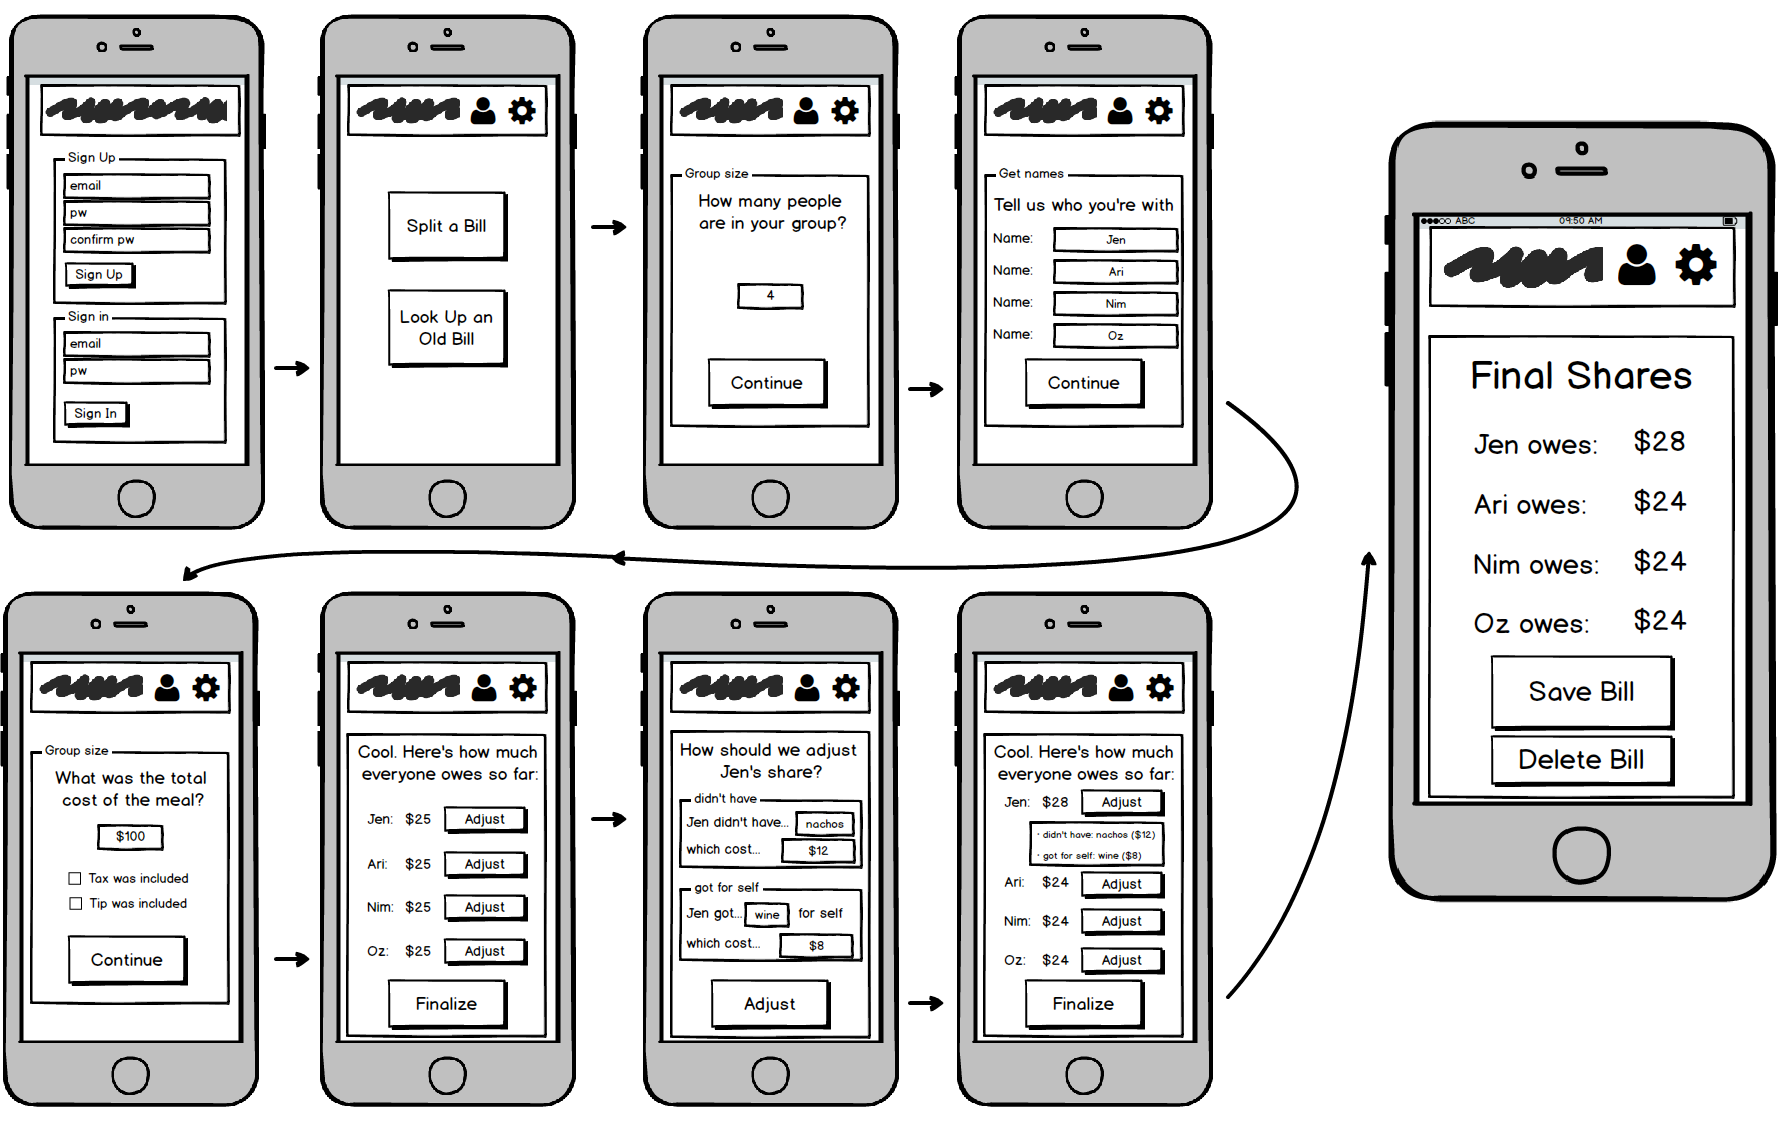 Sign Up
email
pw
confirm pw
Sign Up
Sign in
email
pw
Sign In
Split a Bill
Look Up an
Old Bill
Group size
How many people
are in your group?
4
Continue
Get names
Tell us who you're with
Name: Jen
Name: Ari
Name: Nim
Name: Oz
Continue
Group size
What was the total
cost of the meal?
$100
Tax was included
Tip was included
Continue
Cool. Here's how much
everyone owes so far:
Jen: $25 Adjust
Ari: $25 Adjust
Nim: $25 Adjust
Oz: $25 Adjust
Finalize
How should we adjust
Jen's share?
didn't have
Jen didn't have... nachos
which cost... $12
got for self
Jen got... wine for self
which cost... $8
Adjust
Cool. Here's how much
everyone owes so far:
Jen: $28 Adjust
· didn't have: nachos ($12)
· got for self: wine ($8)
Ari: $24 Adjust
Nim: $24 Adjust
Oz: $24 Adjust
Finalize
ABC 09:50 AM
Final Shares
Jen owes: $28
Ari owes: $24
Nim owes: $24
Oz owes: $24
Save Bill
Delete Bill